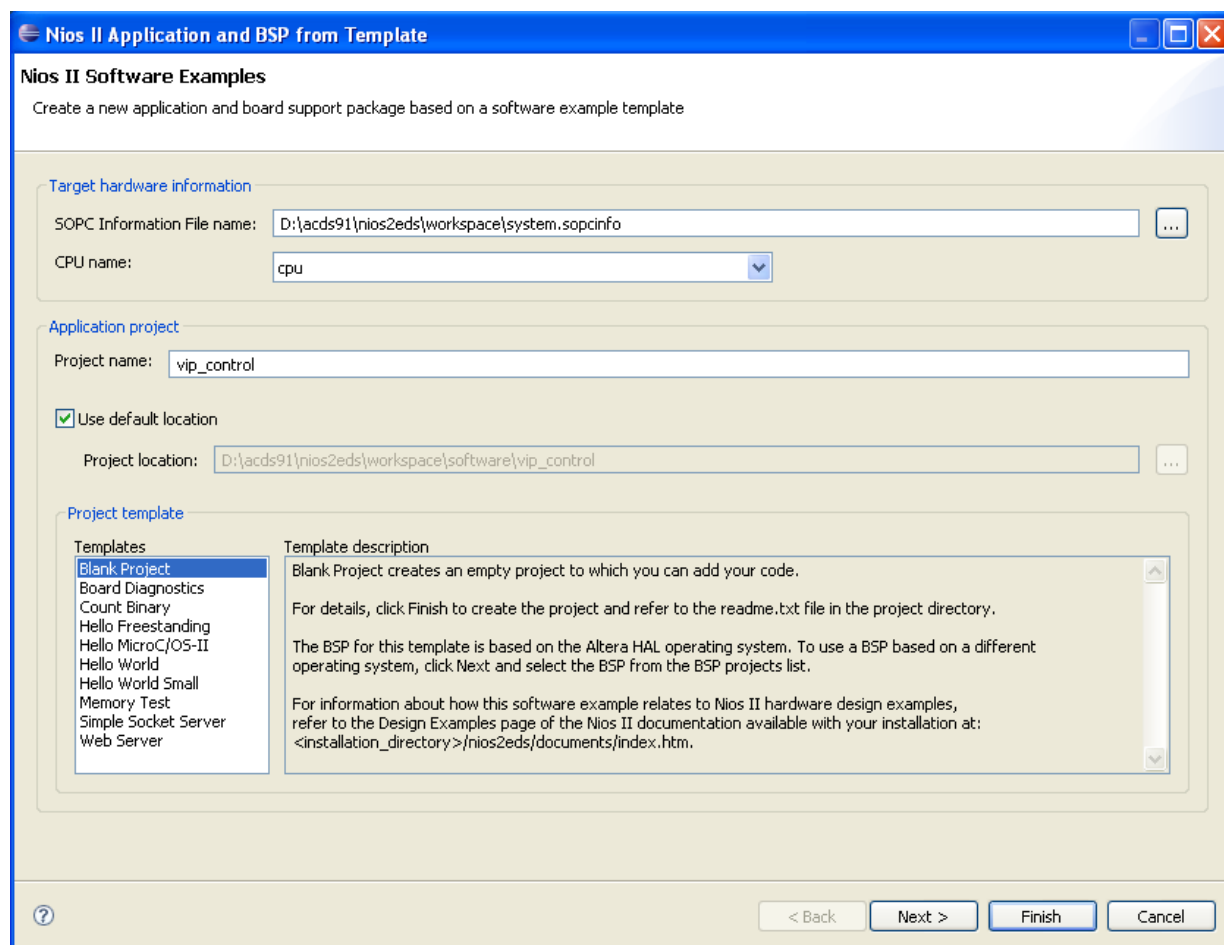 Nios II Application and BSP from Template
Nios II Software Examples
Create a new application and board support package based on a software example template
Target hardware information
SOPC Information File name: D:\acds91\nios2eds\workspace\system.sopcinfo ...
CPU name: cpu
Application project
Project name: vip_control
Use default location
Project location: D:\acds91\nios2eds\workspace\software\vip_control ...
Project template
Templates
Blank Project
Board Diagnostics
Count Binary
Hello Freestanding
Hello MicroC/OS-II
Hello World
Hello World Small
Memory Test
Simple Socket Server
Web Server
Template description
Blank Project creates an empty project to which you can add your code.
For details, click Finish to create the project and refer to the readme.txt file in the project directory.
The BSP for this template is based on the Altera HAL operating system. To use a BSP based on a different
operating system, click Next and select the BSP from the BSP projects list.
For information about how this software example relates to Nios II hardware design examples,
refer to the Design Examples page of the Nios II documentation available with your installation at:
<installation_directory>/nios2eds/documents/index.htm.
? < Back Next > Finish Cancel